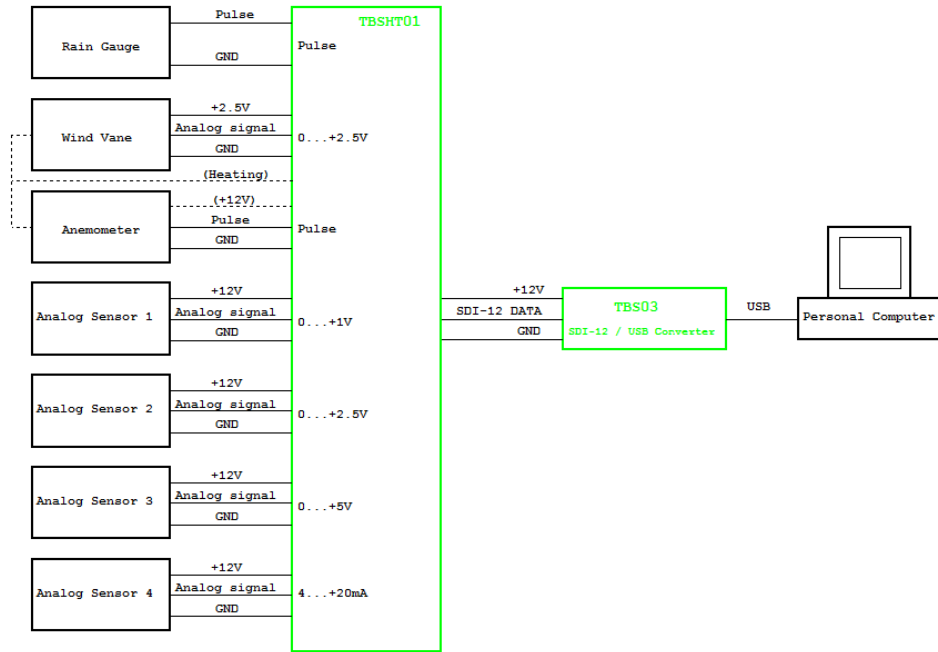 Pulse
TBSHT01
Rain Gauge
Pulse
GND
+2.5V
Analog signal
Wind Vane
0...+2.5V
GND
(Heating)
(+12V)
Pulse
Anemometer
Pulse
GND
+12V
Analog signal
Analog Sensor 1
0...+1V
GND
+12V
SDI-12 DATA
GND
TBS03
SDI-12 / USB Converter
USB
Personal Computer
+12V
Analog signal
Analog Sensor 2
0...+2.5V
GND
+12V
Analog signal
Analog Sensor 3
0...+5V
GND
+12V
Analog signal
Analog Sensor 4
4...+20mA
GND